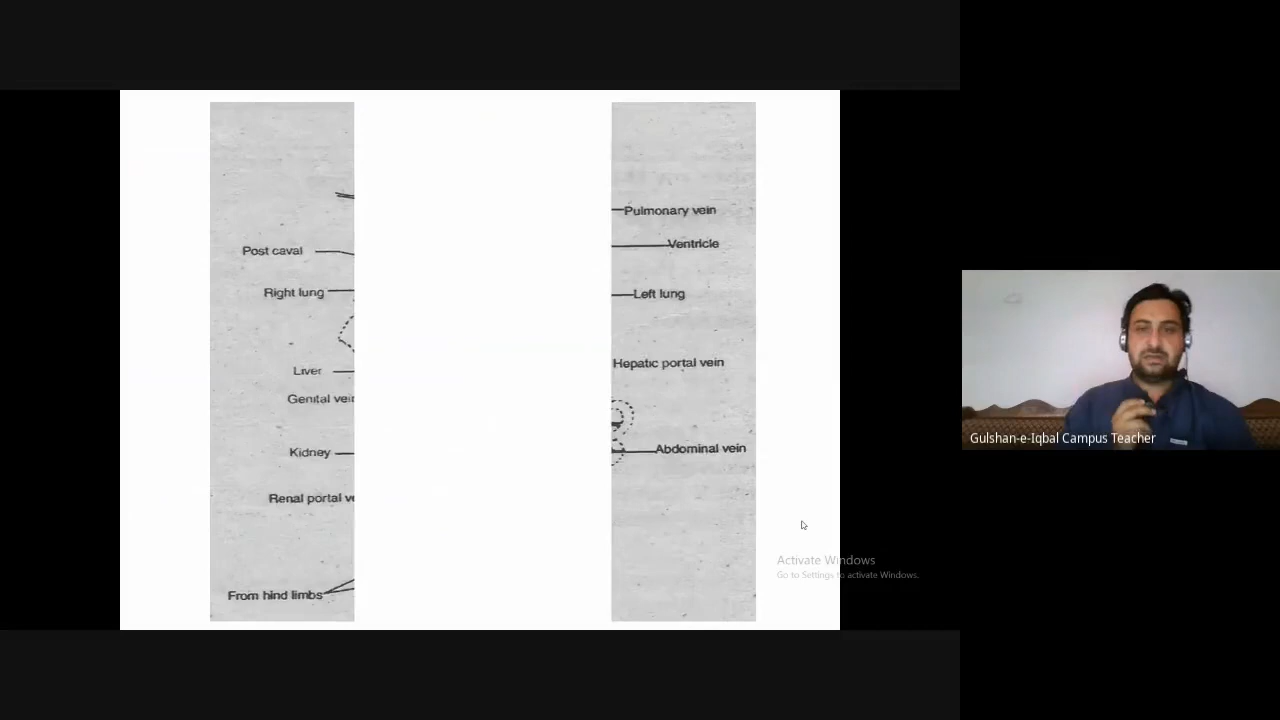 Pulmonary vein
Ventricle
Post caval
Right lung
Left lung
Hepatic portal vein
Liver
Genital vein
Abdominal vein
Kidney
Renal portal ve
From hind limbs
Gulshan-e-Iqbal Campus Teacher
Activate Windows
Go to Settings to activate Windows.